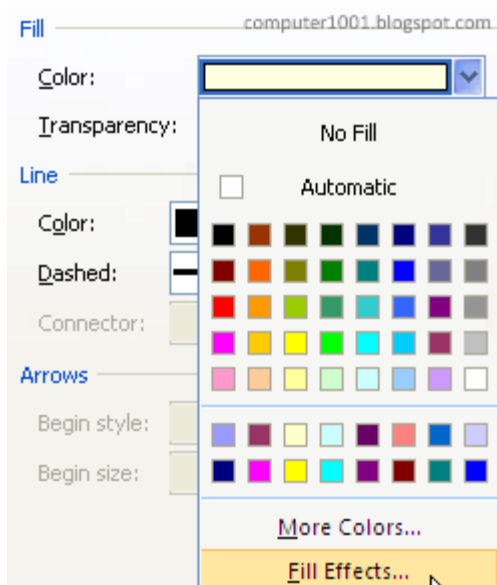 computer1001.blogspot.com
Fill
Color:
Transparency:
No Fill
Line
Automatic
Color:
Dashed:
Connector:
Arrows
Begin style:
Begin size:
More Colors...
Fill Effects...